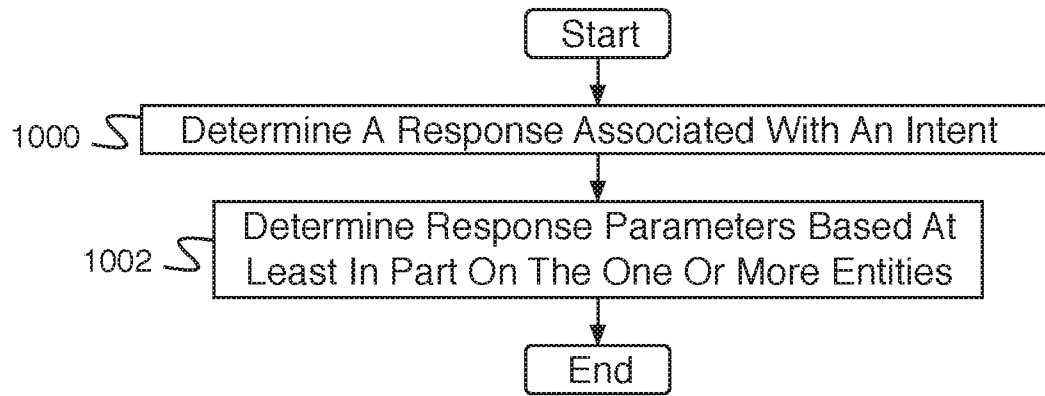 Start
1000
Determine A Response Associated With An Intent
1002
Determine Response Parameters Based At
Least In Part On The One Or More Entities
End